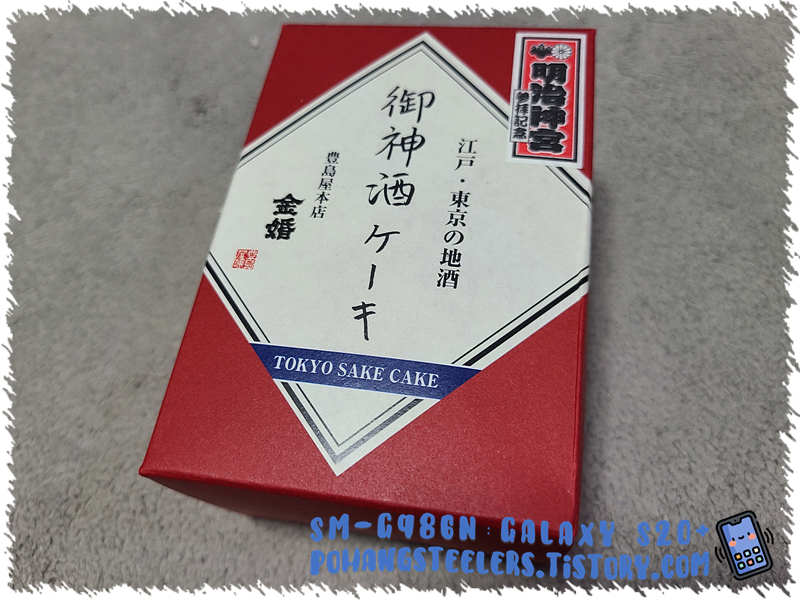 明治神宮
参拝記念
江戸・東京の地酒
御神酒ケーキ
豊島屋本店
金婚
TOKYO SAKE CAKE
SM-G986N : GALAXY S20+
POHANGSTEELERS.TISTORY.COM